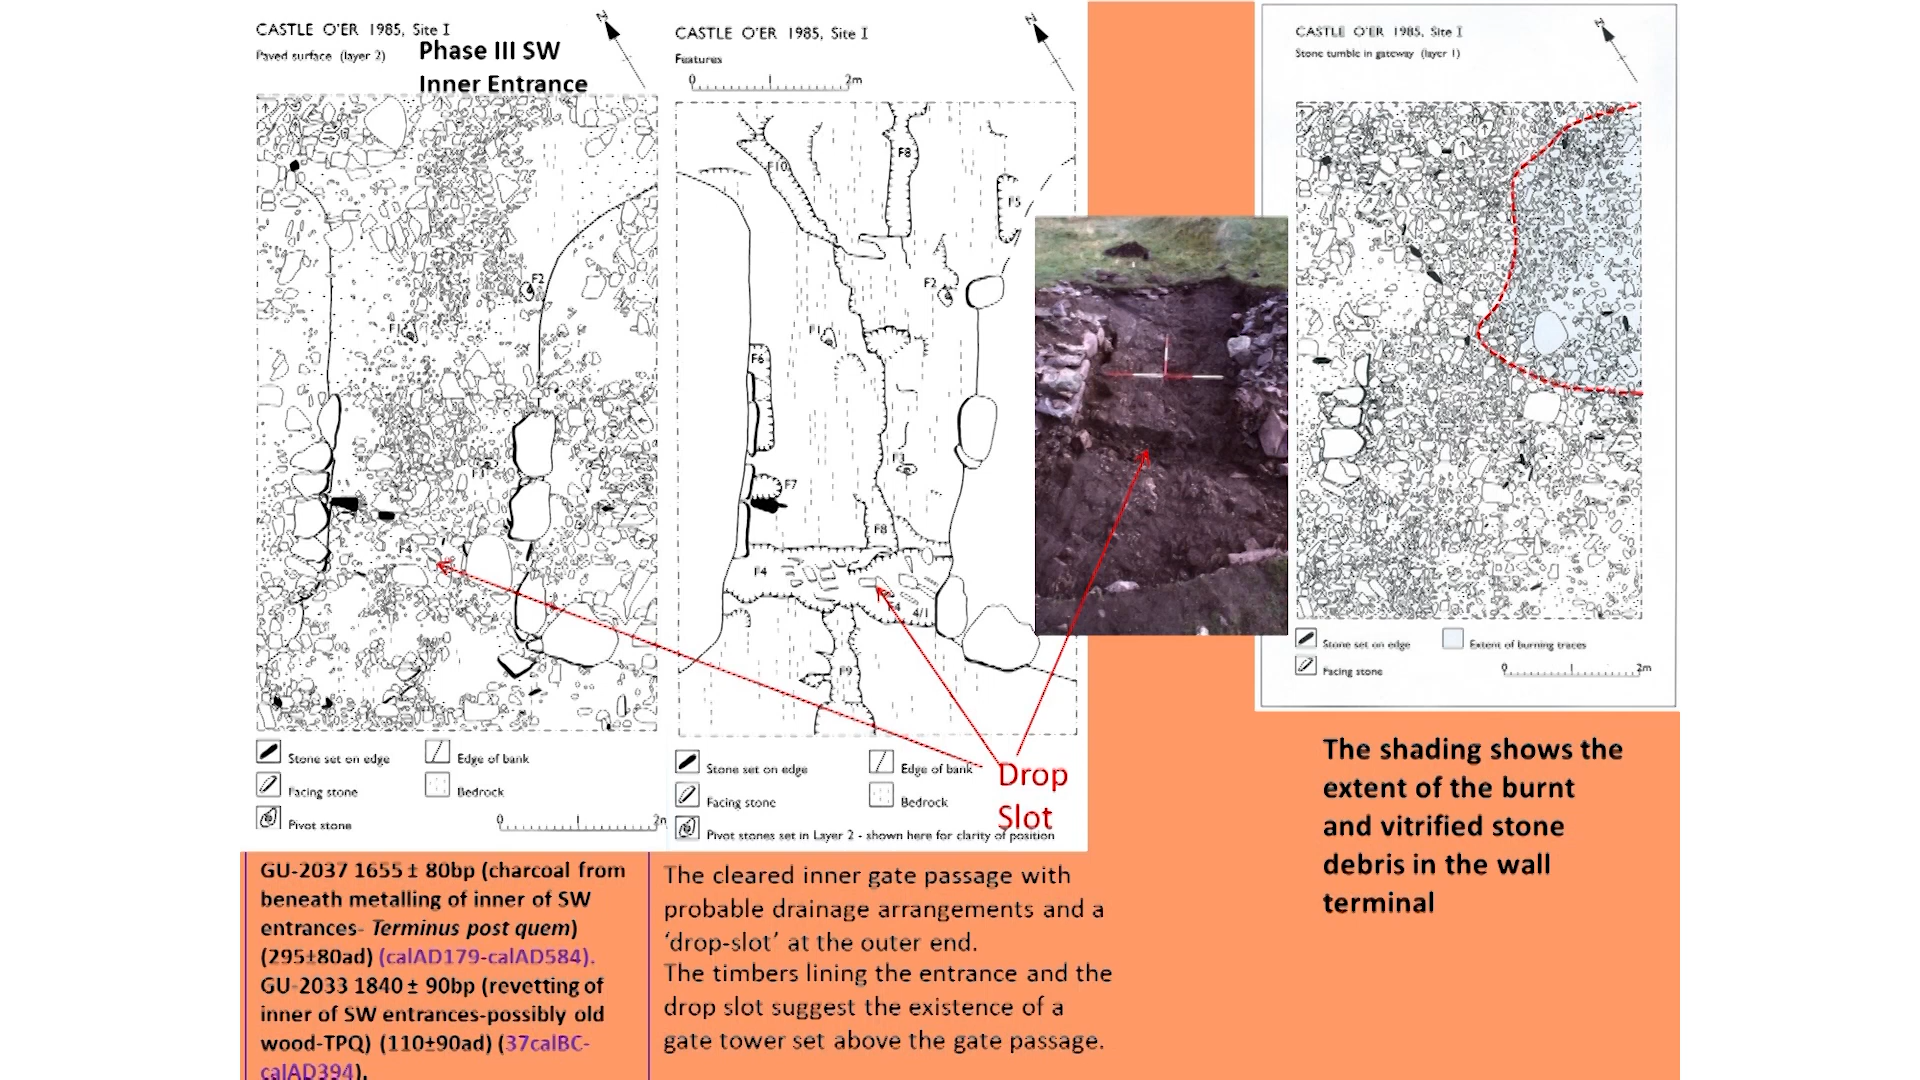 CASTLE O'ER 1985, Site I
Paved surface (layer 2)
Phase III SW
Inner Entrance
F2
F1
F3
F4
Stone set on edge
Edge of bank
Facing stone
Bedrock
Pivot stone
0 1 2m
CASTLE O'ER 1985, Site I
Features
0 1 2m
F10
F8
F5
F2
F1
F6
F3
F7
F8
F4
4/1
F9
Stone set on edge
Edge of bank
Facing stone
Bedrock
Pivot stones set in Layer 2 - shown here for clarity of position
Drop
Slot
CASTLE O'ER 1985, Site I
Stone tumble in gateway (layer 1)
Stone set on edge
Extent of burning traces
Facing stone
0 1 2m
GU-2037 1655 ± 80bp (charcoal from
beneath metalling of inner of SW
entrances- Terminus post quem)
(295±80ad) (calAD179-calAD584).
GU-2033 1840 ± 90bp (revetting of
inner of SW entrances-possibly old
wood-TPQ) (110±90ad) (37calBC-
calAD394).
The cleared inner gate passage with
probable drainage arrangements and a
‘drop-slot’ at the outer end.
The timbers lining the entrance and the
drop slot suggest the existence of a
gate tower set above the gate passage.
The shading shows the
extent of the burnt
and vitrified stone
debris in the wall
terminal